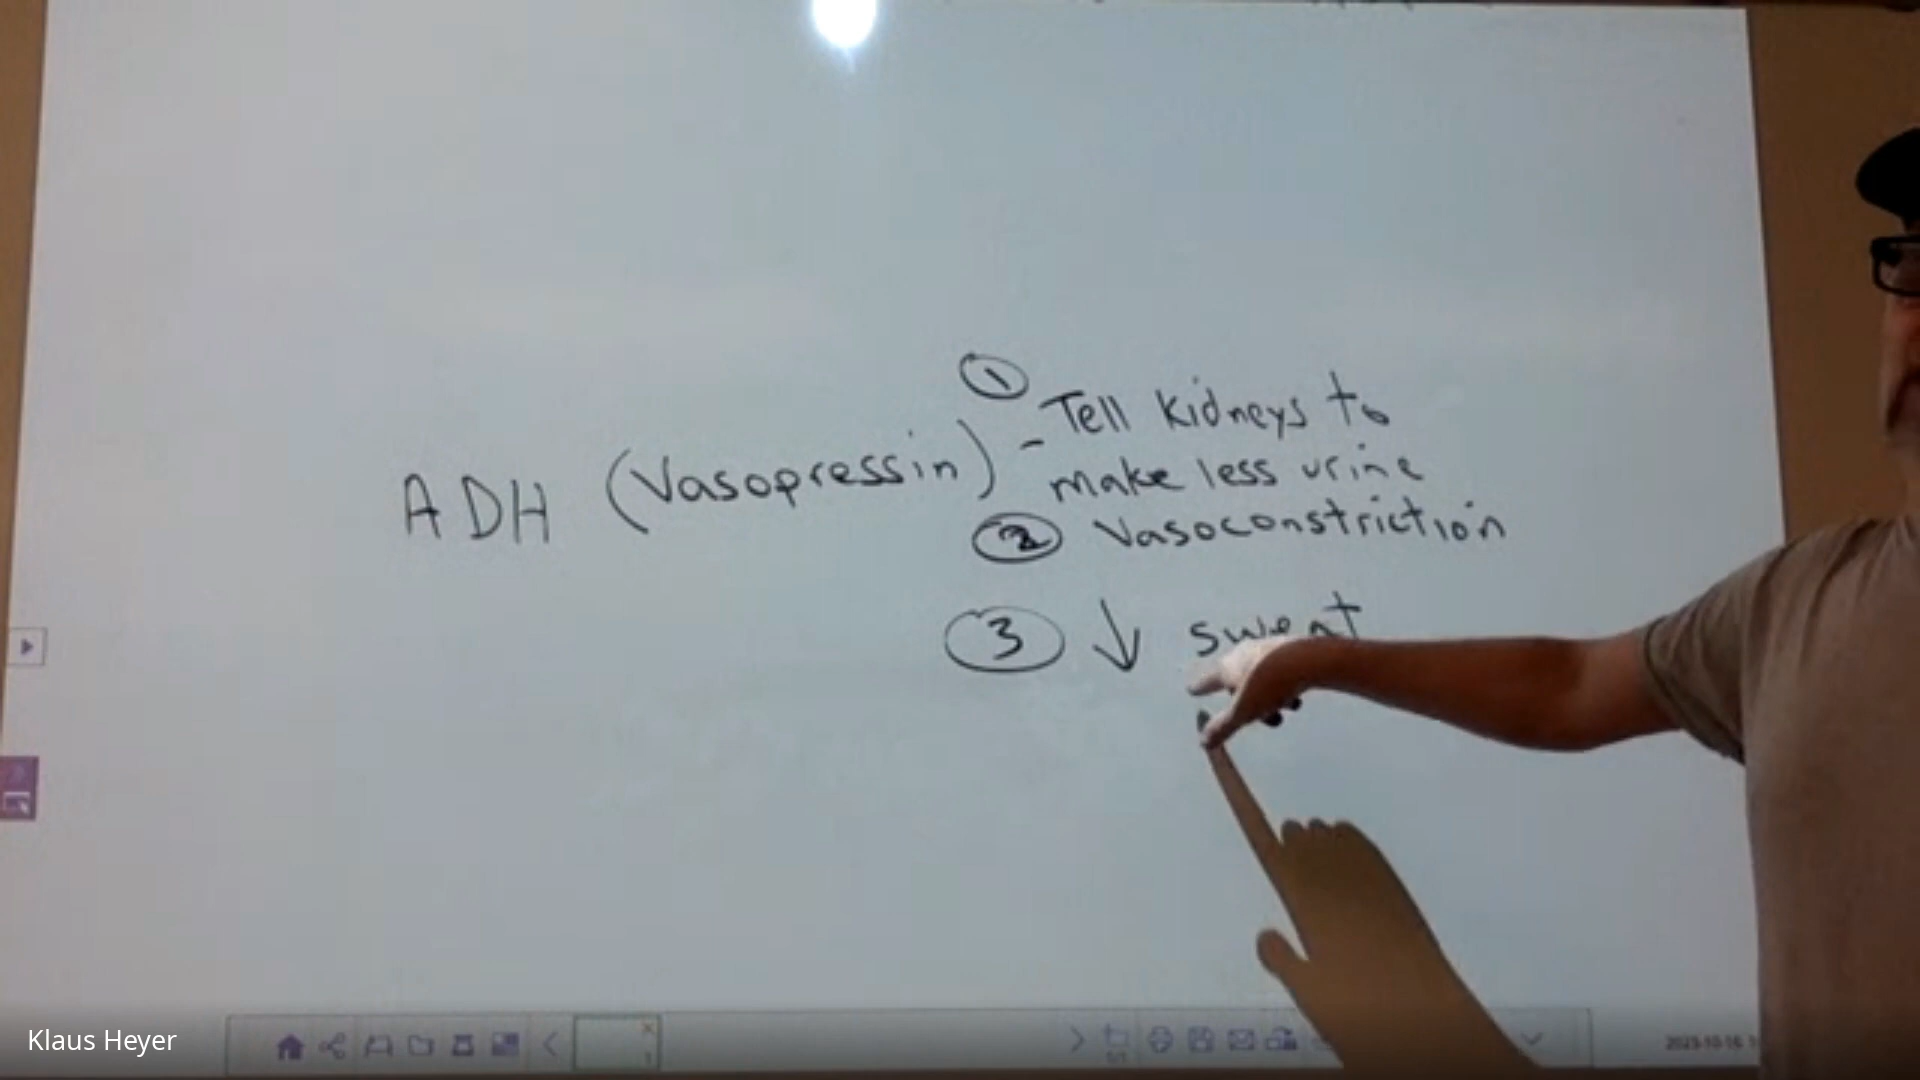 ①
ADH (Vasopressin) - Tell kidneys to
make less urine
② Vasoconstriction
③ ↓ sweat
Klaus Heyer